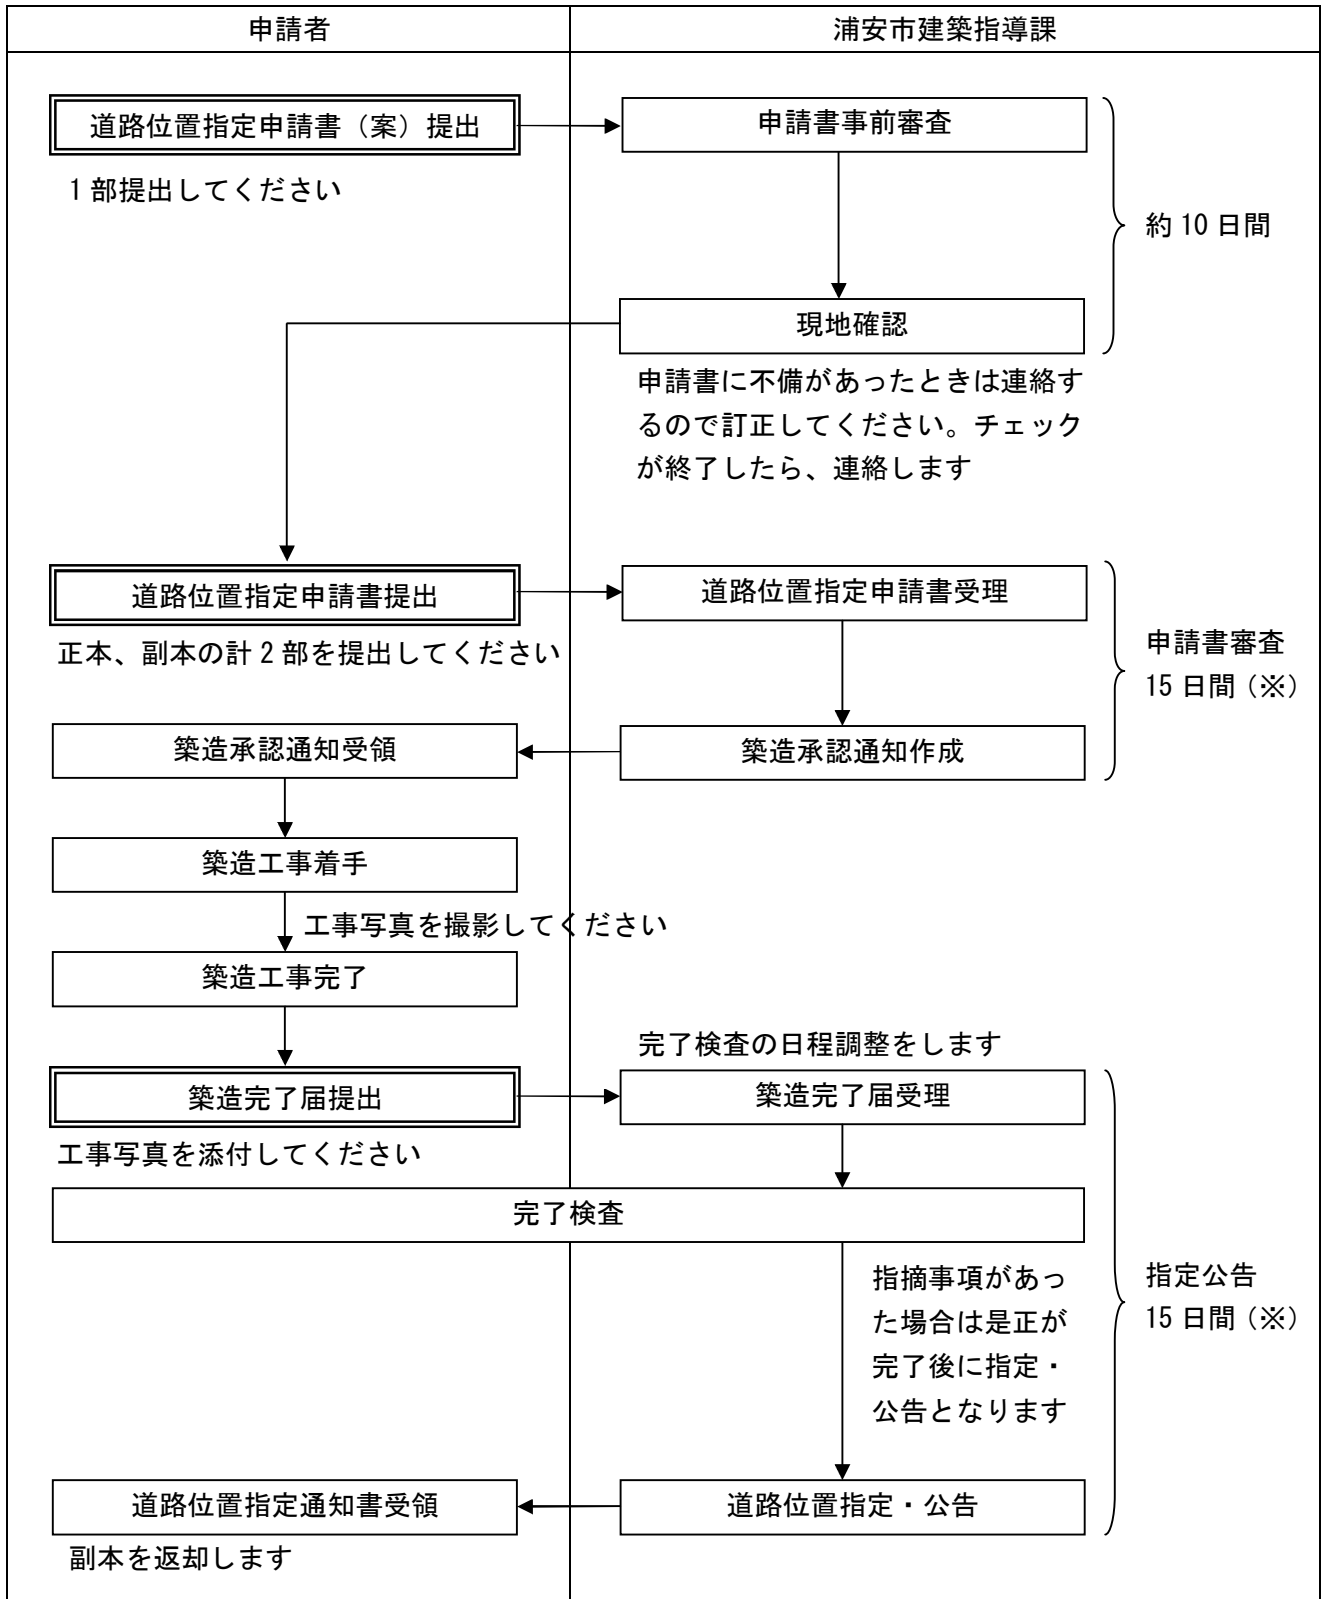 申請者
浦安市建築指導課
道路位置指定申請書（案）提出
申請書事前審査
1部提出してください
約10日間
現地確認
申請書に不備があったときは連絡す
るので訂正してください。チェック
が終了したら、連絡します
道路位置指定申請書提出
道路位置指定申請書受理
正本、副本の計2部を提出してください
申請書審査
15日間（※）
築造承認通知受領
築造承認通知作成
築造工事着手
工事写真を撮影してください
築造工事完了
完了検査の日程調整をします
築造完了届提出
築造完了届受理
工事写真を添付してください
完了検査
指摘事項があっ
た場合は是正が
完了後に指定・
公告となります
指定公告
15日間（※）
道路位置指定通知書受領
道路位置指定・公告
副本を返却します